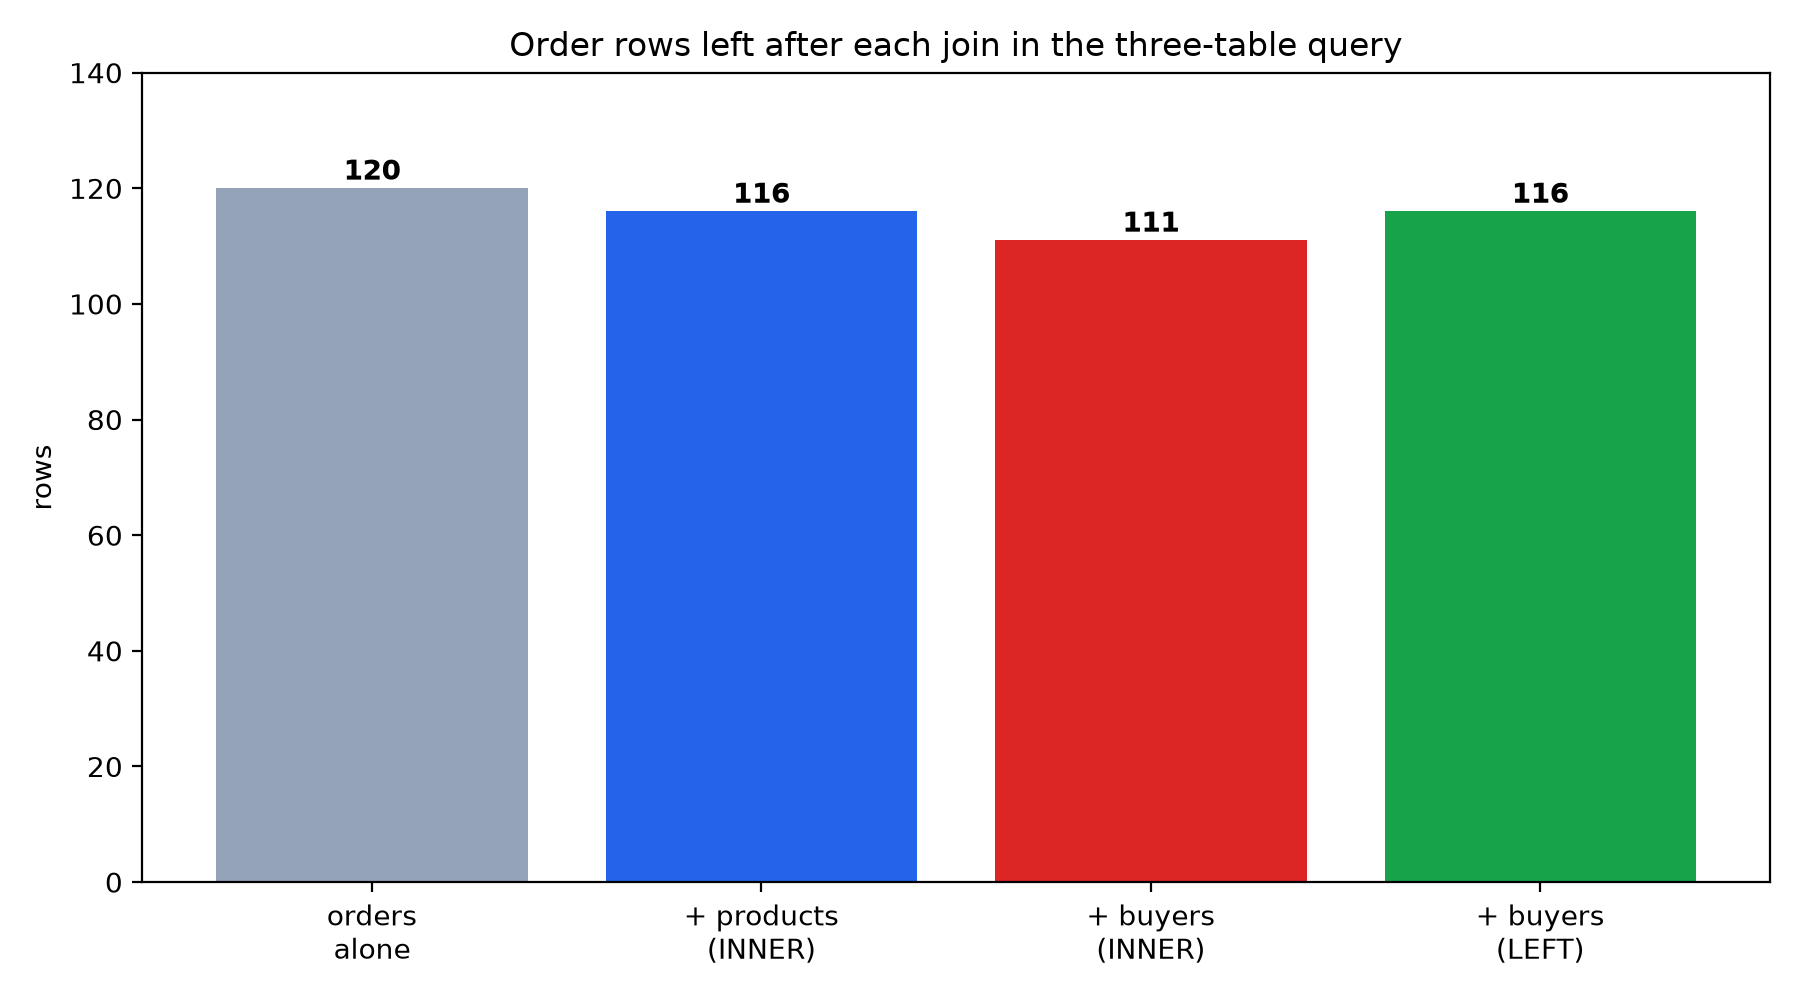 Order rows left after each join in the three-table query
140
120
100
80
60
40
20
0
rows
120
116
111
116
orders
alone
+ products
(INNER)
+ buyers
(INNER)
+ buyers
(LEFT)